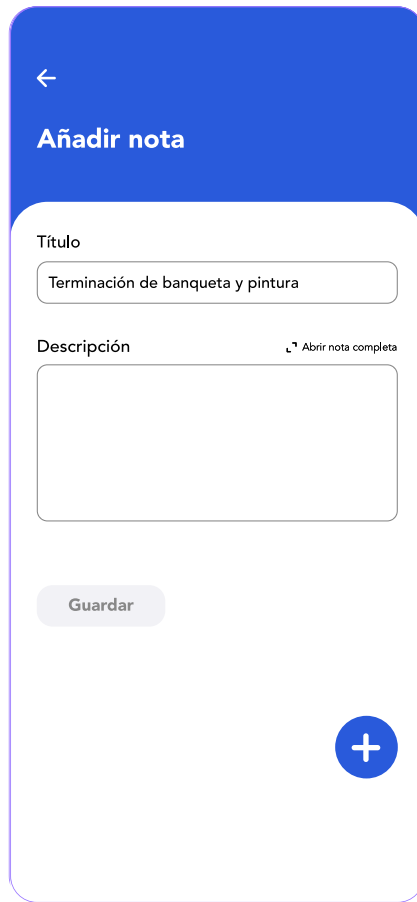 Añadir nota
Título
Terminación de banqueta y pintura
Descripción
Abrir nota completa
Guardar